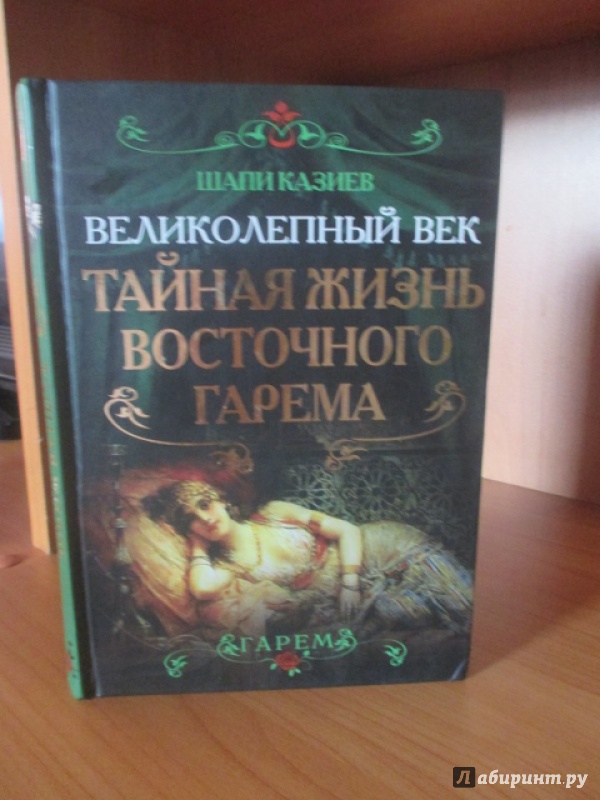 ШАПИ КАЗИЕВ
ВЕЛИКОЛЕПНЫЙ ВЕК
ТАЙНАЯ ЖИЗНЬ
ВОСТОЧНОГО
ГАРЕМА
ГАРЕМ
Лабиринт.ру